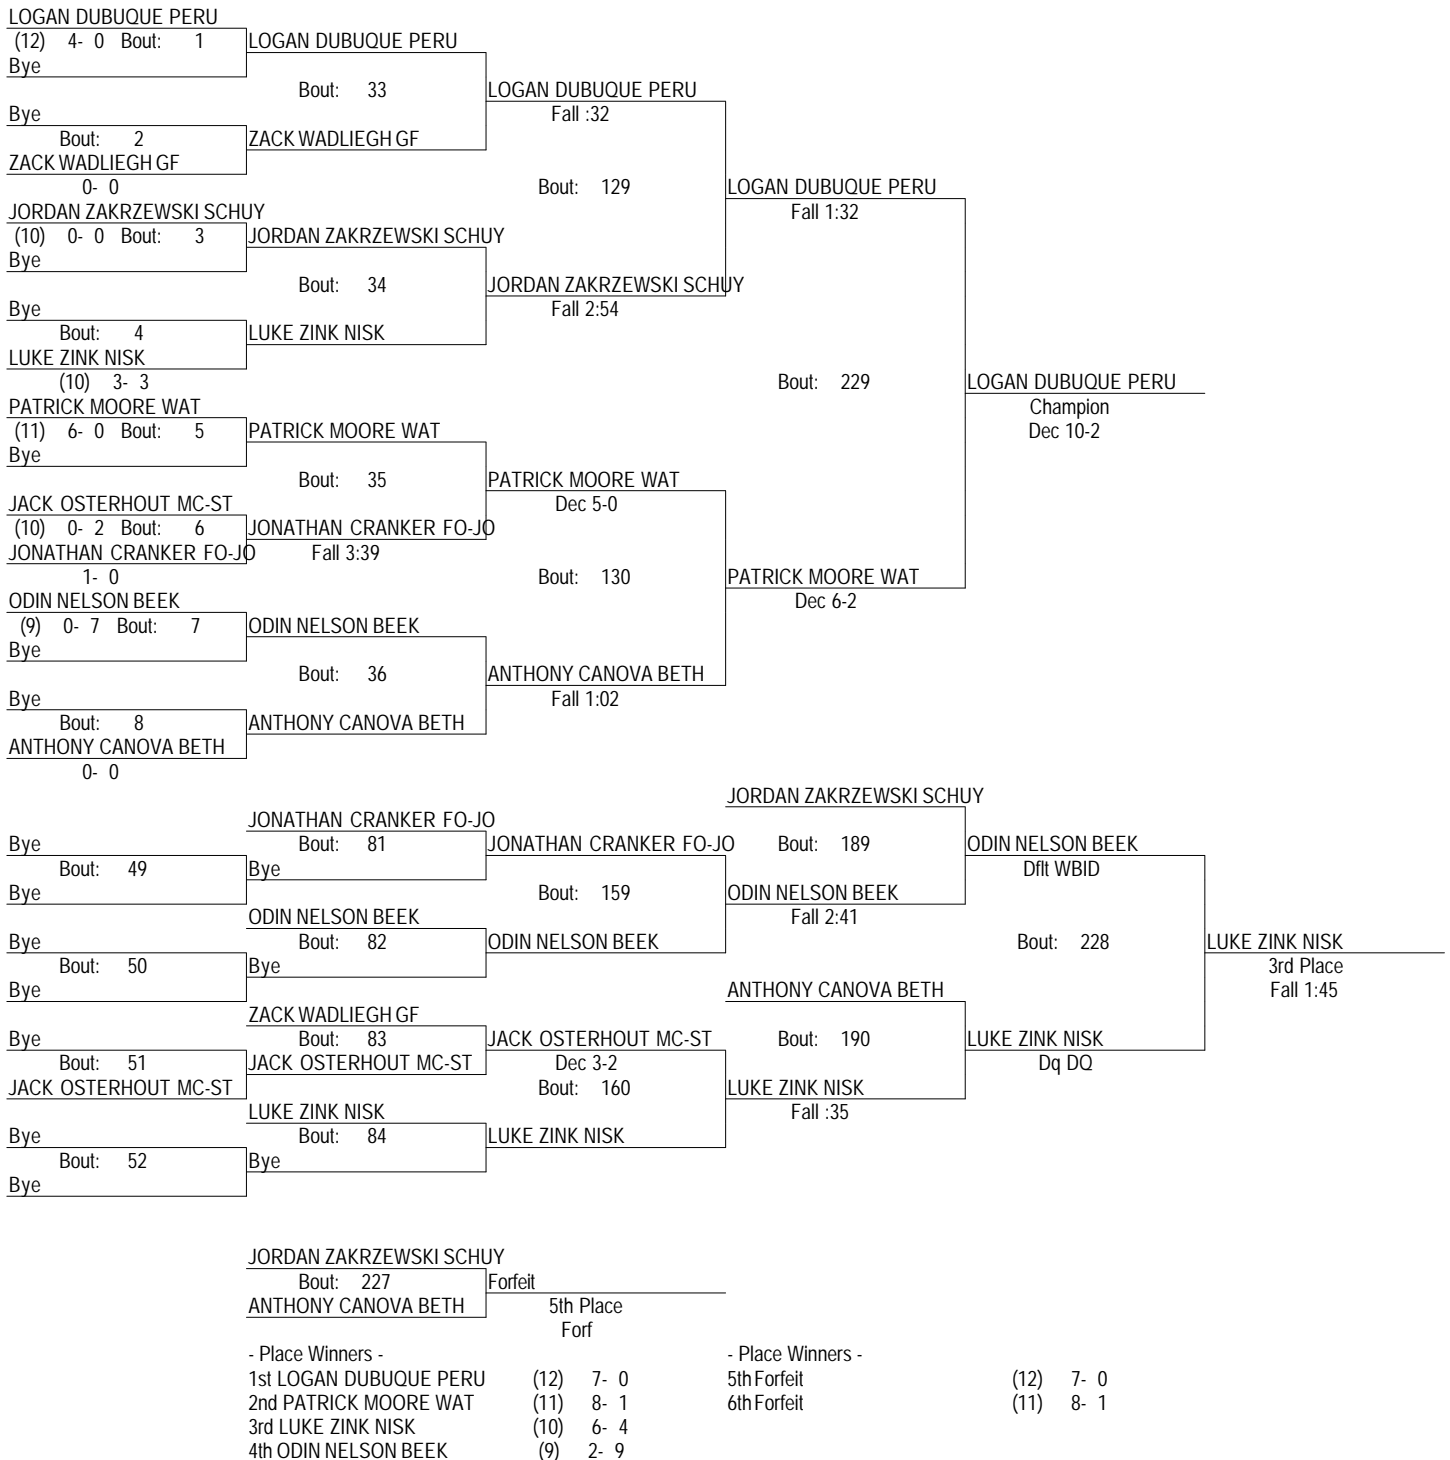 LOGAN DUBUQUE PERU
(12) 4- 0 Bout: 1 LOGAN DUBUQUE PERU
Bye
Bout: 33 LOGAN DUBUQUE PERU
Bye Fall :32
Bout: 2 ZACK WADLIEGH GF
ZACK WADLIEGH GF
0- 0 Bout: 129 LOGAN DUBUQUE PERU
JORDAN ZAKRZEWSKI SCHUY Fall 1:32
(10) 0- 0 Bout: 3 JORDAN ZAKRZEWSKI SCHUY
Bye
Bout: 34 JORDAN ZAKRZEWSKI SCHUY
Bye Fall 2:54
Bout: 4 LUKE ZINK NISK
LUKE ZINK NISK
(10) 3- 3 Bout: 229 LOGAN DUBUQUE PERU
PATRICK MOORE WAT Champion
(11) 6- 0 Bout: 5 PATRICK MOORE WAT Dec 10-2
Bye
Bout: 35 PATRICK MOORE WAT
JACK OSTERHOUT MC-ST Dec 5-0
(10) 0- 2 Bout: 6 JONATHAN CRANKER FO-JO
JONATHAN CRANKER FO-JO Fall 3:39
1- 0 Bout: 130 PATRICK MOORE WAT
ODIN NELSON BEEK Dec 6-2
(9) 0- 7 Bout: 7 ODIN NELSON BEEK
Bye
Bout: 36 ANTHONY CANOVA BETH
Bye Fall 1:02
Bout: 8 ANTHONY CANOVA BETH
ANTHONY CANOVA BETH
0- 0
JORDAN ZAKRZEWSKI SCHUY
JONATHAN CRANKER FO-JO
Bye Bout: 81 JONATHAN CRANKER FO-JO Bout: 189 ODIN NELSON BEEK
Bout: 49 Bye Dflt WBID
Bye Bout: 159 ODIN NELSON BEEK
ODIN NELSON BEEK Fall 2:41
Bye Bout: 82 ODIN NELSON BEEK Bout: 228 LUKE ZINK NISK
Bout: 50 Bye 3rd Place
Bye ANTHONY CANOVA BETH Fall 1:45
ZACK WADLIEGH GF
Bye Bout: 83 JACK OSTERHOUT MC-ST Bout: 190 LUKE ZINK NISK
Bout: 51 JACK OSTERHOUT MC-ST Dec 3-2 Dq DQ
JACK OSTERHOUT MC-ST Bout: 160 LUKE ZINK NISK
LUKE ZINK NISK Fall :35
Bye Bout: 84 LUKE ZINK NISK
Bout: 52 Bye
Bye
JORDAN ZAKRZEWSKI SCHUY
Bout: 227 Forfeit
ANTHONY CANOVA BETH 5th Place
Forf
- Place Winners - - Place Winners -
1st LOGAN DUBUQUE PERU (12) 7- 0 5th Forfeit (12) 7- 0
2nd PATRICK MOORE WAT (11) 8- 1 6th Forfeit (11) 8- 1
3rd LUKE ZINK NISK (10) 6- 4
4th ODIN NELSON BEEK (9) 2- 9